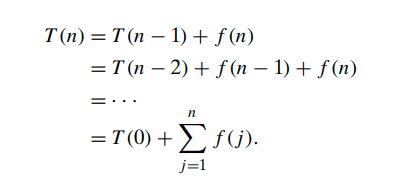 T(n) = T(n − 1) + f(n)
= T(n − 2) + f(n − 1) + f(n)
= · · ·
= T(0) + ∑_{j=1}^{n} f(j).